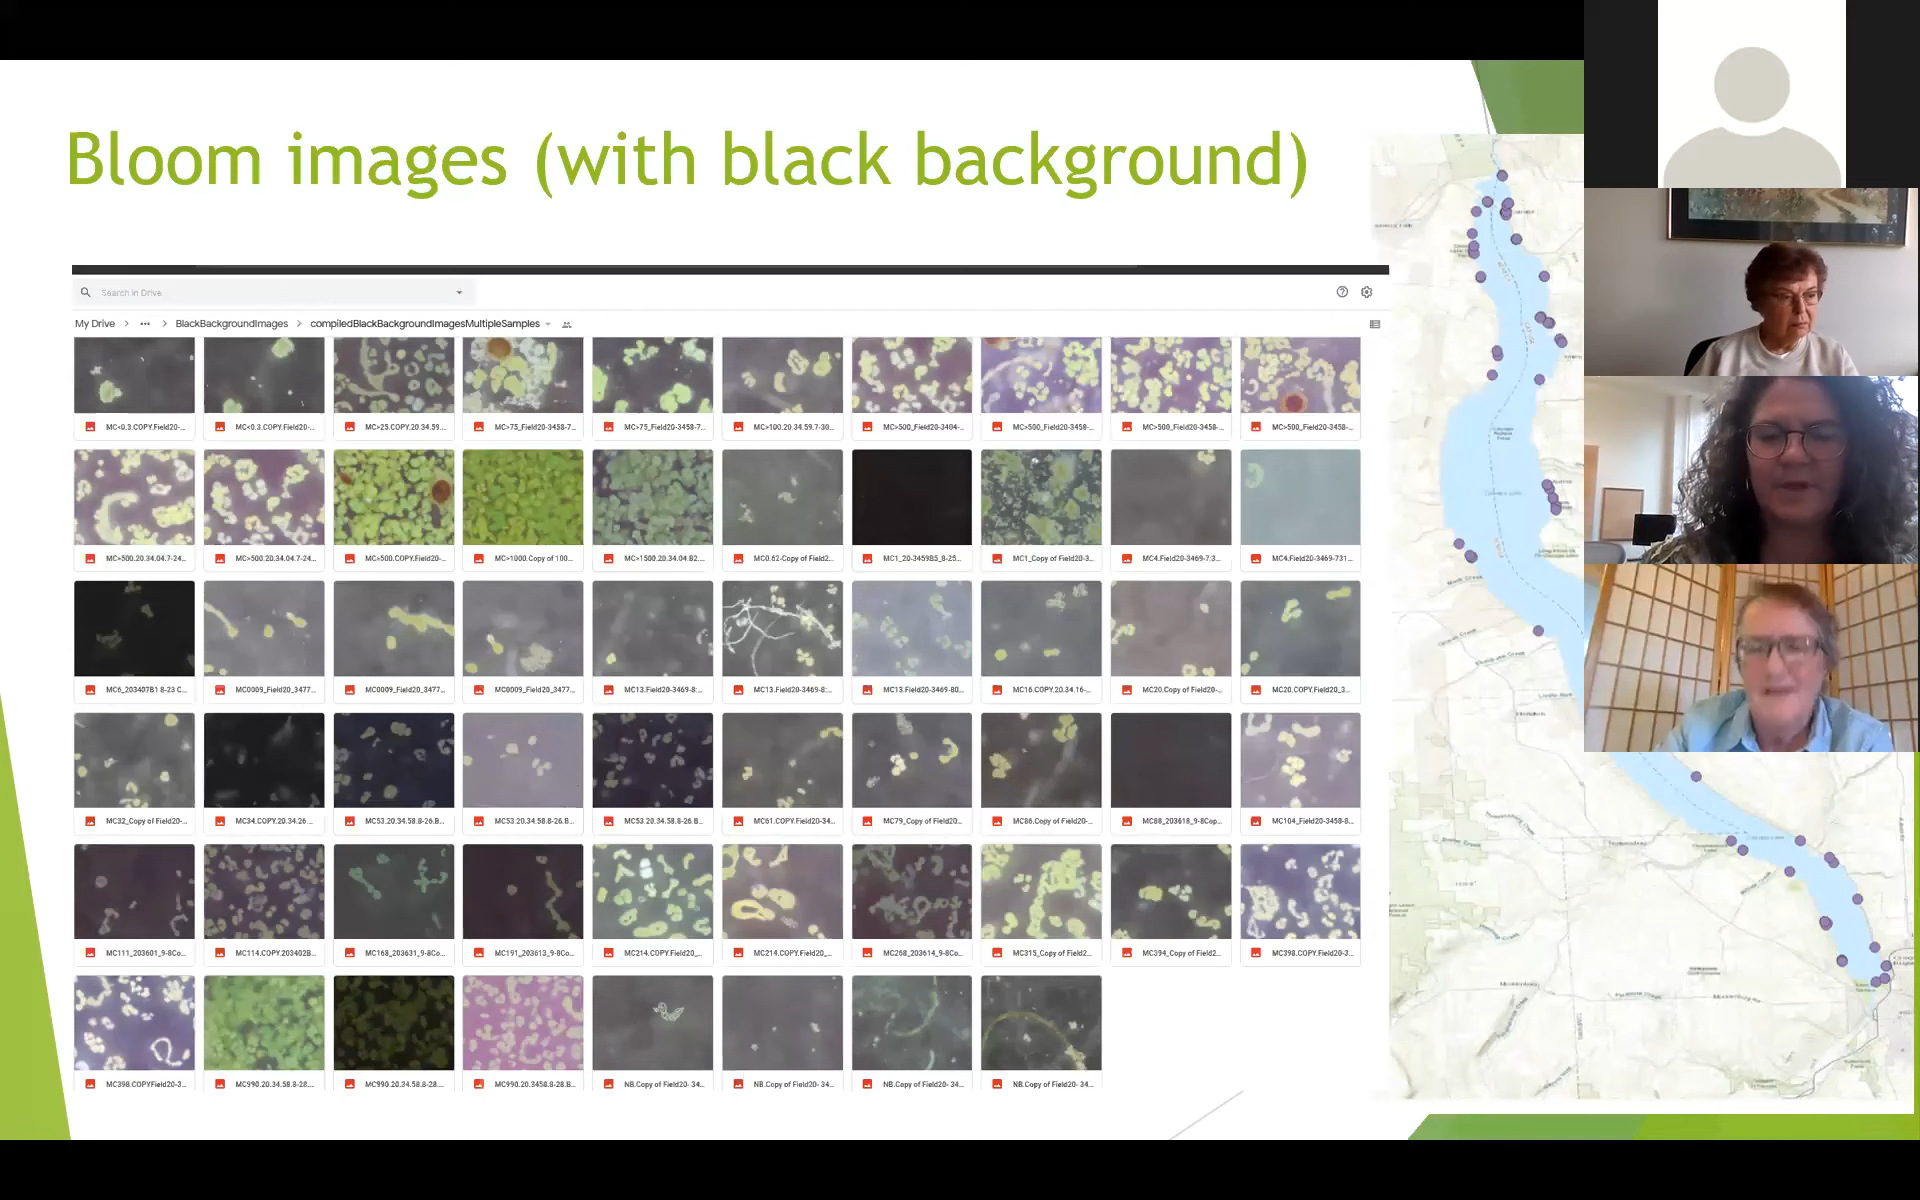 Bloom images (with black background)
Search in Drive
My Drive > ... > BlackBackgroundImages > compiledBlackBackgroundImagesMultipleSamples
MC<0.3.COPY.Field20-... MC<0.3.COPY.Field20-... MC>25.COPY.20.34.59.... MC>75_Field20-3458-7... MC>75_Field20-3458-7... MC>100.20.34.59.7-30... MC>500_Field20-3404-... MC>500_Field20-3458-... MC>500_Field20-3458-... MC>500_Field20-3458-...
MC>500.20.34.04.7-24... MC>500.20.34.04.7-24... MC>500.COPY.Field20-... MC>1000.Copy of 100... MC>1500.20.34.04.B2.... MC0.62-Copy of Field2... MC1_20-3459B5_8-25... MC1_Copy of Field20-3... MC4.Field20-3469-7;3... MC4.Field20-3469-731...
MC6_203407B1 8-23 C... MC0009_Field20_3477... MC0009_Field20_3477... MC0009_Field20_3477... MC13.Field20-3469-8:... MC13.Field20-3469-8:... MC13.Field20-3469-80... MC16.COPY.20.34.16-... MC20.Copy of Field20-... MC20.COPY.Field20_3...
MC32_Copy of Field20-... MC34.COPY.20.34.26.... MC53.20.34.58.8-26.B... MC53.20.34.58.8-26.B... MC53.20.34.58.8-26.B... MC61.COPY.Field20-34... MC79_Copy of Field20... MC86.Copy of Field20-... MC88_203618_9-8Cop... MC104_Field20-3458-8...
MC111_203601_9-8Co... MC114.COPY.203402B... MC168_203631_9-8Co... MC191_203613_9-8Co... MC214.COPY.Field20_... MC214.COPY.Field20_... MC268_203614_9-8Co... MC315_Copy of Field2... MC394_Copy of Field2... MC398.COPY.Field20-3...
MC398.COPYField20-3... MC990.20.34.58.8-28.... MC990.20.34.58.8-28.... MC990.20.3458.8-28.B... NB.Copy of Field20- 34... NB.Copy of Field20- 34... NB.Copy of Field20- 34... NB.Copy of Field20- 34...